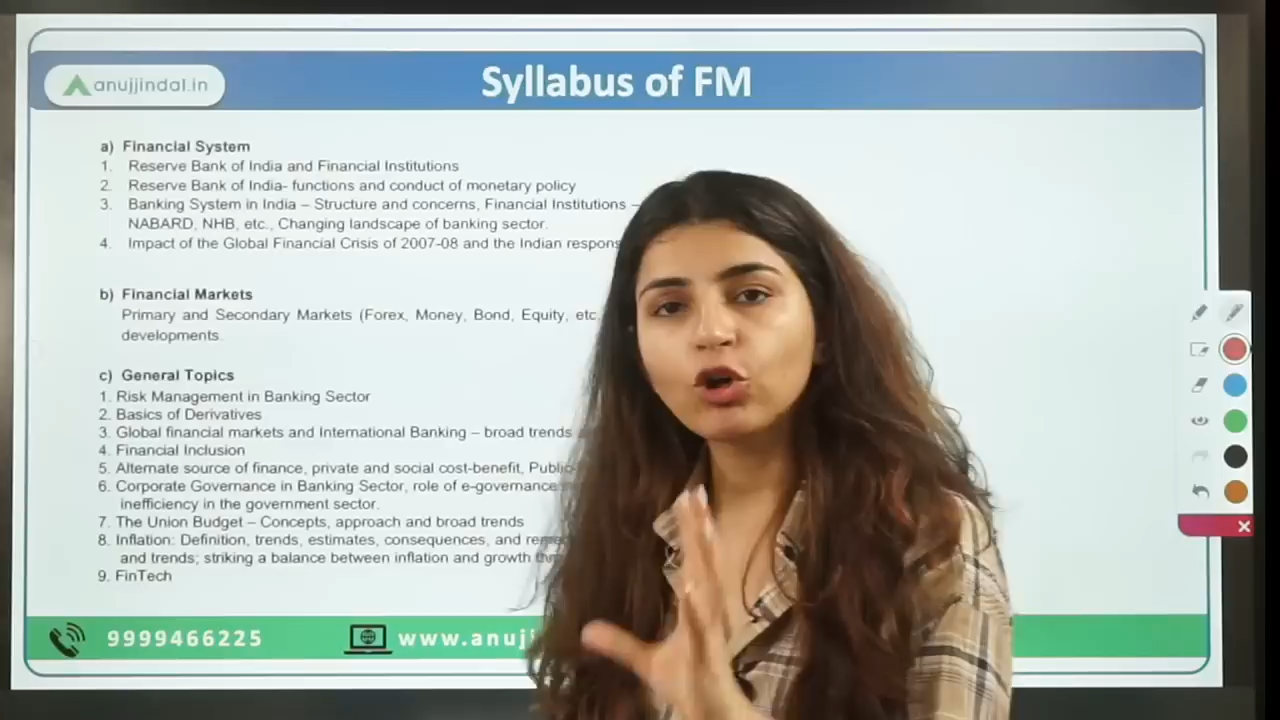 anujjindal.in
Syllabus of FM
a) Financial System
1. Reserve Bank of India and Financial Institutions
2. Reserve Bank of India- functions and conduct of monetary policy
3. Banking System in India – Structure and concerns, Financial Institutions –
NABARD, NHB, etc., Changing landscape of banking sector.
4. Impact of the Global Financial Crisis of 2007-08 and the Indian respons
b) Financial Markets
Primary and Secondary Markets (Forex, Money, Bond, Equity, etc.
developments.
c) General Topics
1. Risk Management in Banking Sector
2. Basics of Derivatives
3. Global financial markets and International Banking – broad trends
4. Financial Inclusion
5. Alternate source of finance, private and social cost-benefit, Public-
6. Corporate Governance in Banking Sector, role of e-governance
inefficiency in the government sector.
7. The Union Budget – Concepts, approach and broad trends
8. Inflation: Definition, trends, estimates, consequences, and
and trends; striking a balance between inflation and growth
9. FinTech
9999466225
www.anuj